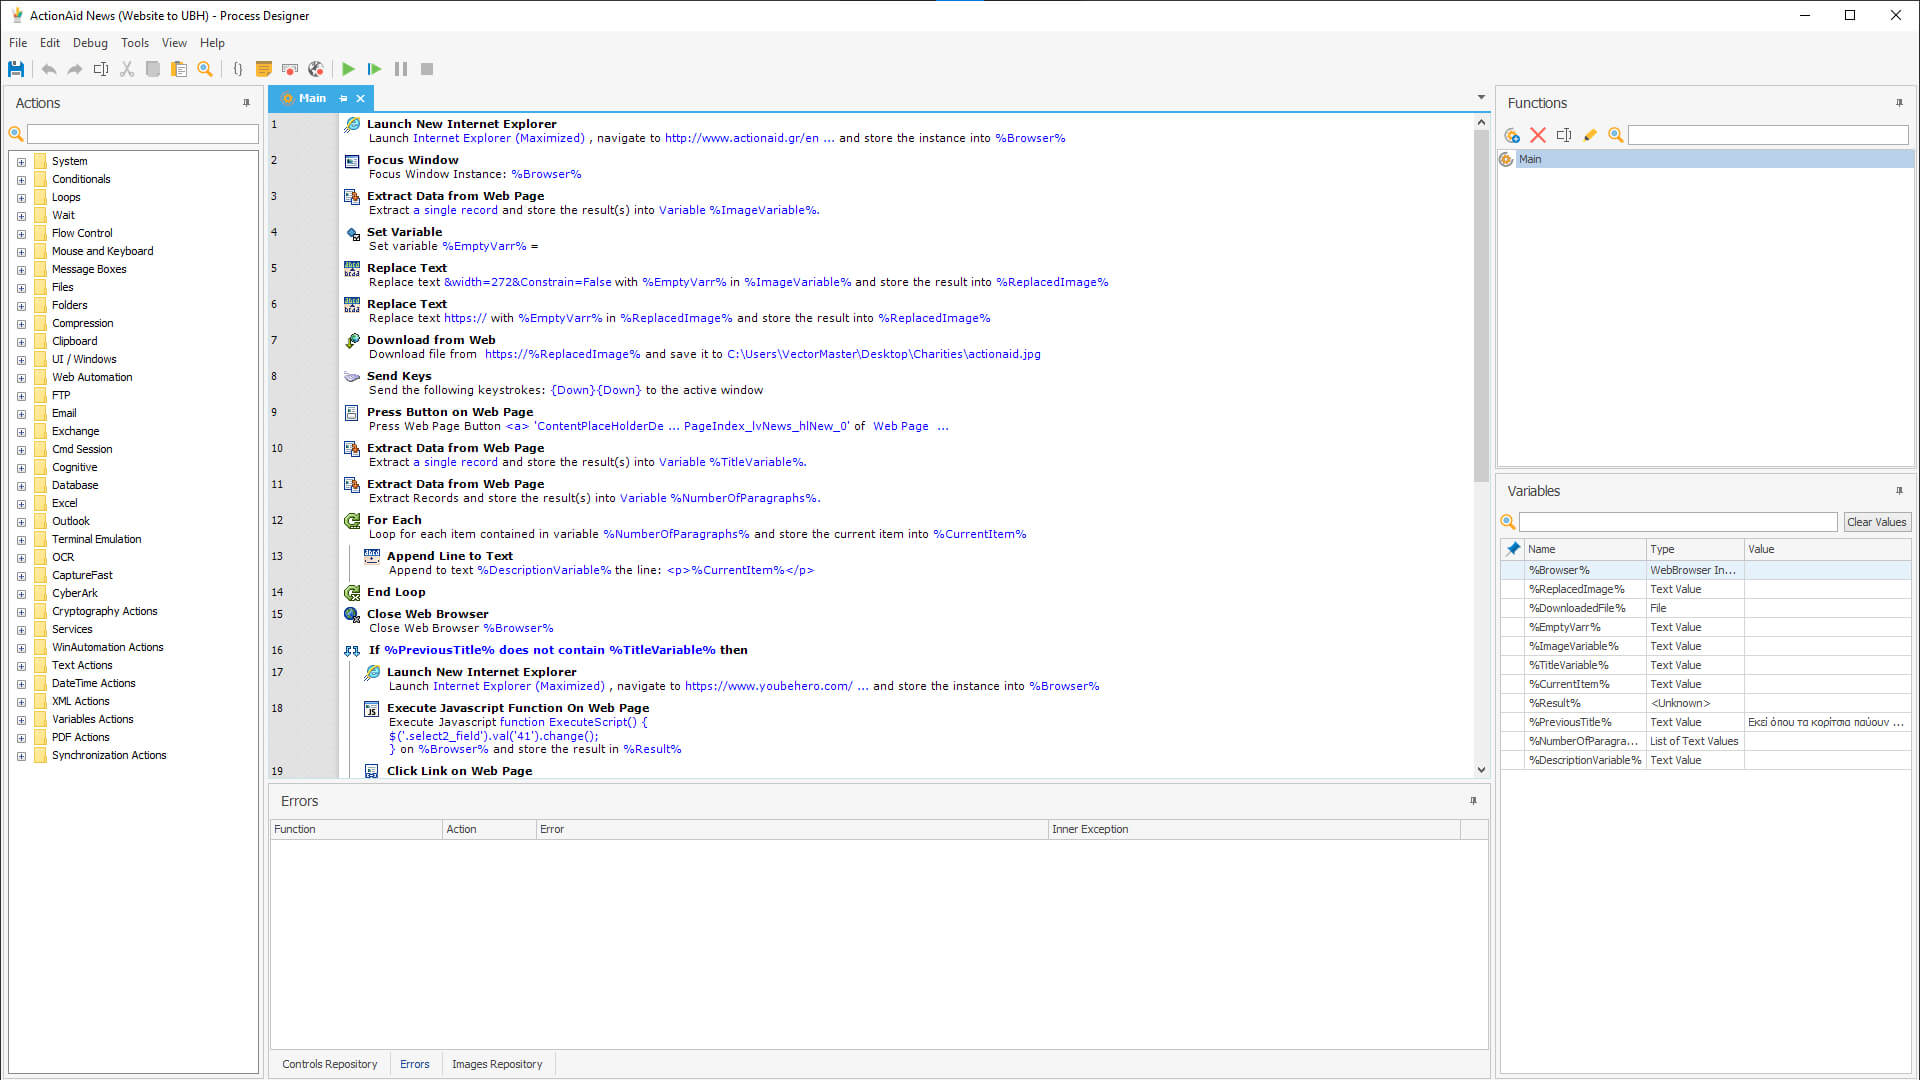 ActionAid News (Website to UBH) - Process Designer
File Edit Debug Tools View Help
Actions
System
Conditionals
Loops
Wait
Flow Control
Mouse and Keyboard
Message Boxes
Files
Folders
Compression
Clipboard
UI / Windows
Web Automation
FTP
Email
Exchange
Cmd Session
Cognitive
Database
Excel
Outlook
Terminal Emulation
OCR
CaptureFast
CyberArk
Cryptography Actions
Services
WinAutomation Actions
Text Actions
DateTime Actions
XML Actions
Variables Actions
PDF Actions
Synchronization Actions
Main
1 Launch New Internet Explorer
Launch Internet Explorer (Maximized) , navigate to http://www.actionaid.gr/en ... and store the instance into %Browser%
2 Focus Window
Focus Window Instance: %Browser%
3 Extract Data from Web Page
Extract a single record and store the result(s) into Variable %ImageVariable%.
4 Set Variable
Set variable %EmptyVarr% =
5 Replace Text
Replace text &width=272&Constrain=False with %EmptyVarr% in %ImageVariable% and store the result into %ReplacedImage%
6 Replace Text
Replace text https:// with %EmptyVarr% in %ReplacedImage% and store the result into %ReplacedImage%
7 Download from Web
Download file from https://%ReplacedImage% and save it to C:\Users\VectorMaster\Desktop\Charities\actionaid.jpg
8 Send Keys
Send the following keystrokes: {Down}{Down} to the active window
9 Press Button on Web Page
Press Web Page Button <a> 'ContentPlaceHolderDe ... PageIndex_lvNews_hlNew_0' of Web Page ...
10 Extract Data from Web Page
Extract a single record and store the result(s) into Variable %TitleVariable%.
11 Extract Data from Web Page
Extract Records and store the result(s) into Variable %NumberOfParagraphs%.
12 For Each
Loop for each item contained in variable %NumberOfParagraphs% and store the current item into %CurrentItem%
13 Append Line to Text
Append to text %DescriptionVariable% the line: <p>%CurrentItem%</p>
14 End Loop
15 Close Web Browser
Close Web Browser %Browser%
16 If %PreviousTitle% does not contain %TitleVariable% then
17 Launch New Internet Explorer
Launch Internet Explorer (Maximized) , navigate to https://www.youbehero.com/ ... and store the instance into %Browser%
18 Execute Javascript Function On Web Page
Execute Javascript function ExecuteScript() {
$('.select2_field').val('41').change();
} on %Browser% and store the result in %Result%
19 Click Link on Web Page
Errors
Function Action Error Inner Exception
Controls Repository Errors Images Repository
Functions
Main
Variables
Clear Values
Name Type Value
%Browser% WebBrowser In...
%ReplacedImage% Text Value
%DownloadedFile% File
%EmptyVarr% Text Value
%ImageVariable% Text Value
%TitleVariable% Text Value
%CurrentItem% Text Value
%Result% <Unknown>
%PreviousTitle% Text Value Εκεί όπου τα κορίτσια παύουν ...
%NumberOfParagra... List of Text Values
%DescriptionVariable% Text Value